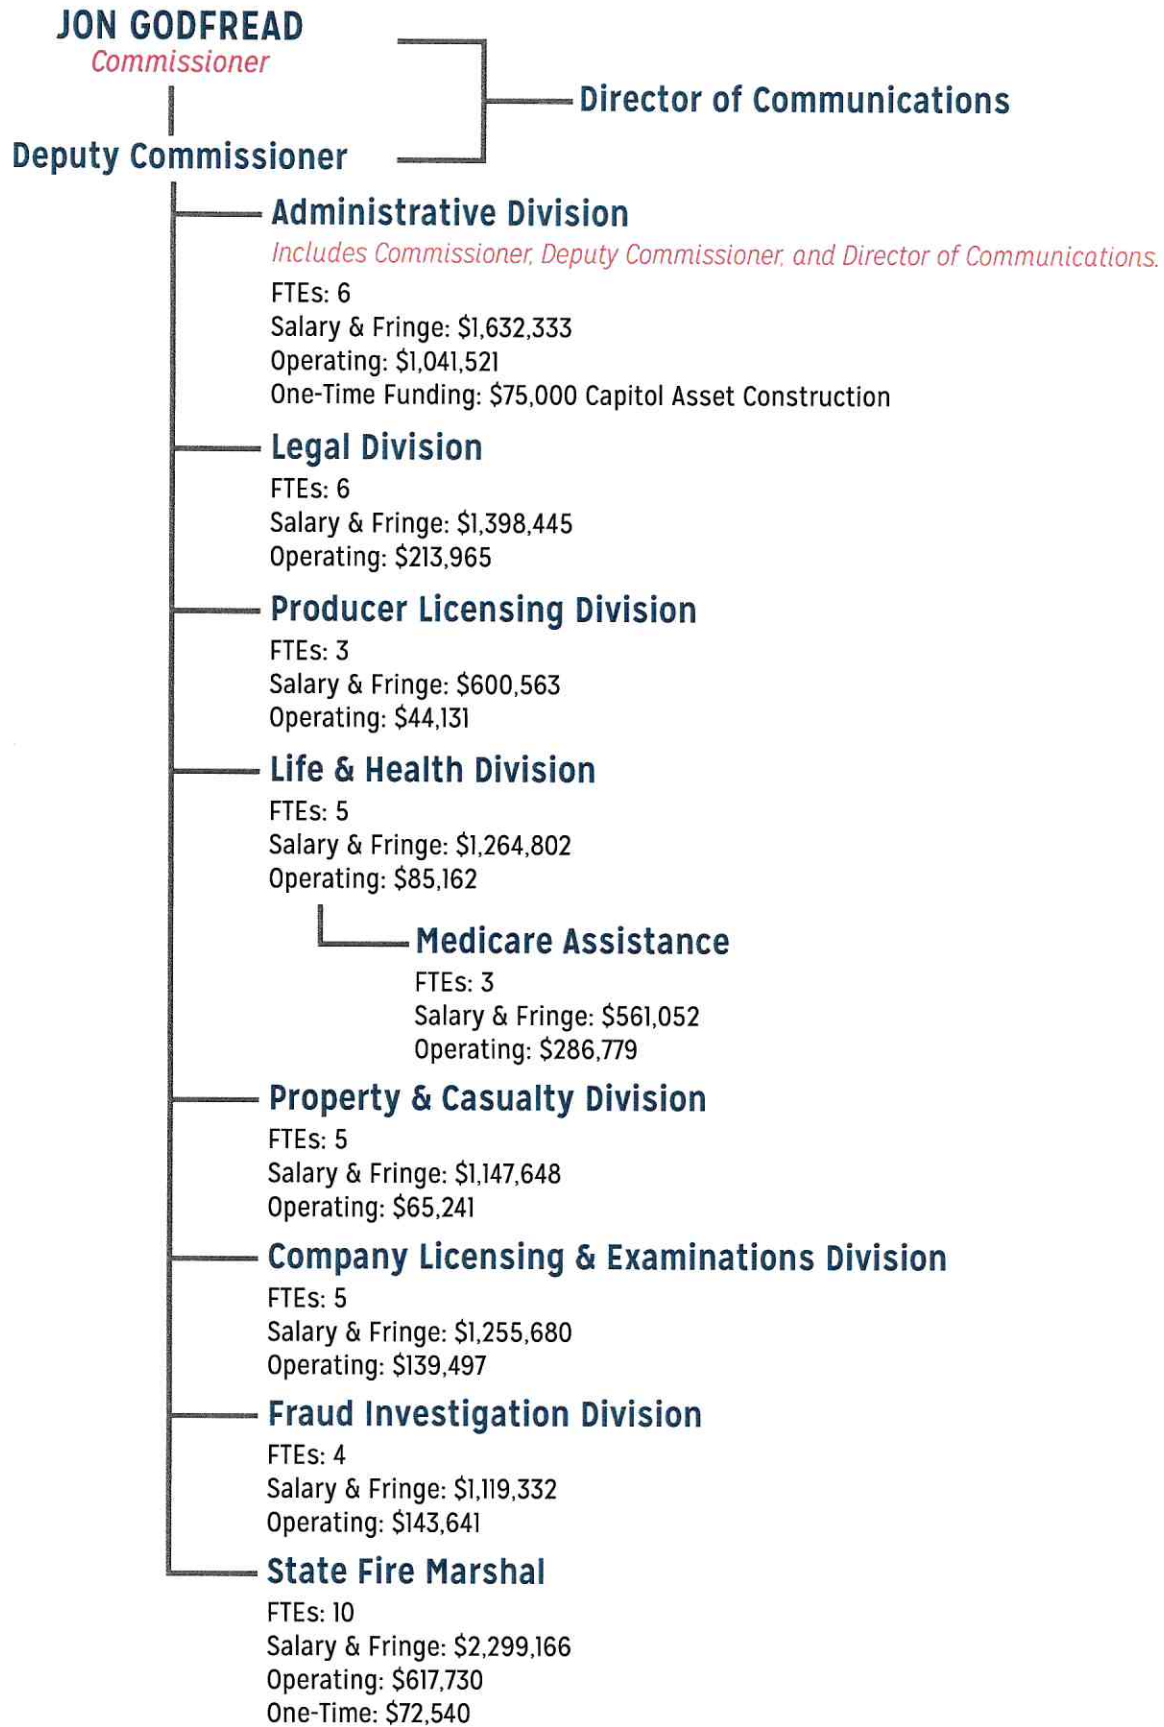 JON GODFREAD
Commissioner
Director of Communications
Deputy Commissioner
Administrative Division
Includes Commissioner, Deputy Commissioner, and Director of Communications.
FTEs: 6
Salary & Fringe: $1,632,333
Operating: $1,041,521
One-Time Funding: $75,000 Capitol Asset Construction
Legal Division
FTEs: 6
Salary & Fringe: $1,398,445
Operating: $213,965
Producer Licensing Division
FTEs: 3
Salary & Fringe: $600,563
Operating: $44,131
Life & Health Division
FTEs: 5
Salary & Fringe: $1,264,802
Operating: $85,162
Medicare Assistance
FTEs: 3
Salary & Fringe: $561,052
Operating: $286,779
Property & Casualty Division
FTEs: 5
Salary & Fringe: $1,147,648
Operating: $65,241
Company Licensing & Examinations Division
FTEs: 5
Salary & Fringe: $1,255,680
Operating: $139,497
Fraud Investigation Division
FTEs: 4
Salary & Fringe: $1,119,332
Operating: $143,641
State Fire Marshal
FTEs: 10
Salary & Fringe: $2,299,166
Operating: $617,730
One-Time: $72,540